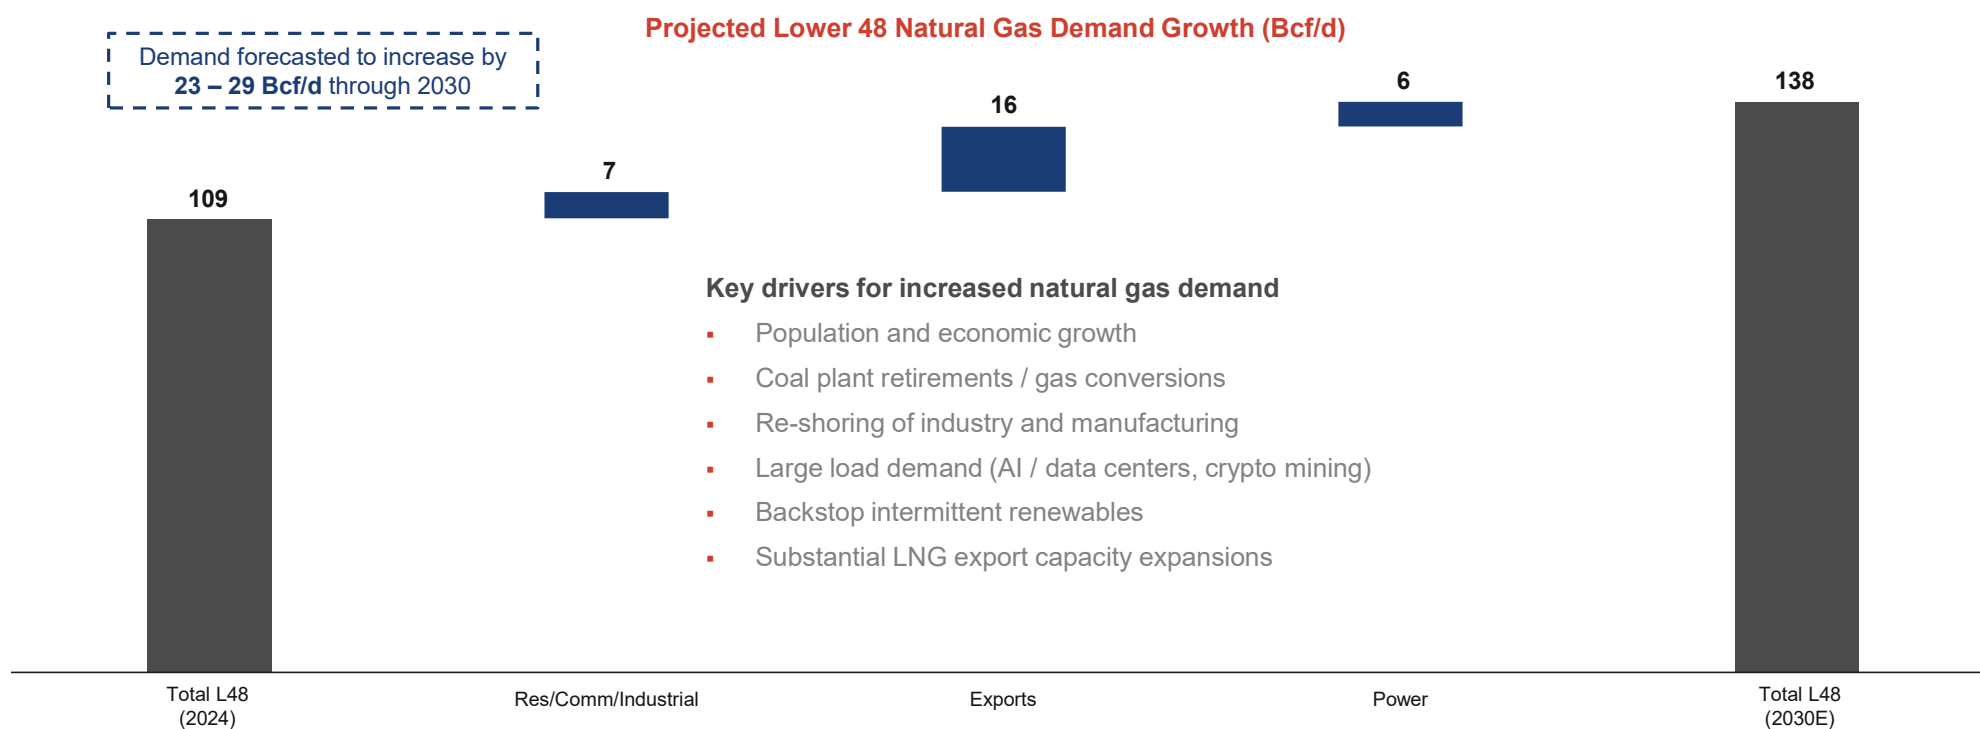 Projected Lower 48 Natural Gas Demand Growth (Bcf/d)
Demand forecasted to increase by
23 – 29 Bcf/d through 2030
109
7
16
6
138
Key drivers for increased natural gas demand
▪ Population and economic growth
▪ Coal plant retirements / gas conversions
▪ Re-shoring of industry and manufacturing
▪ Large load demand (AI / data centers, crypto mining)
▪ Backstop intermittent renewables
▪ Substantial LNG export capacity expansions
Total L48
(2024)
Res/Comm/Industrial
Exports
Power
Total L48
(2030E)